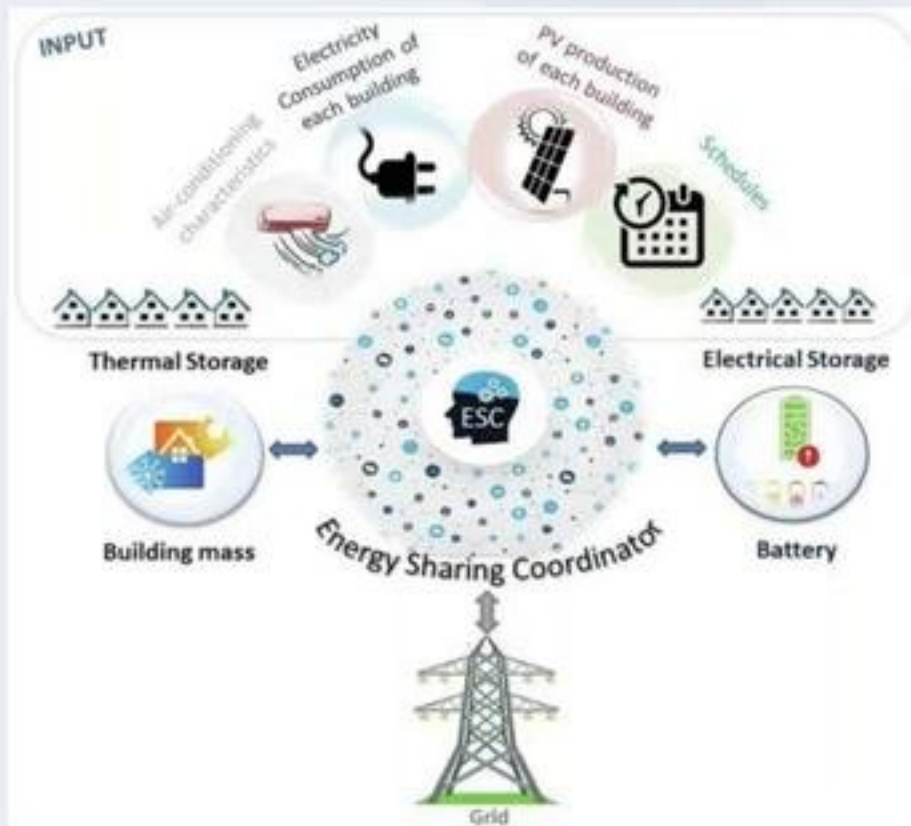 INPUT
Electricity
Consumption of
each building
PV production
of each building
Air-conditioning
characteristics
Schedules
Thermal Storage
Electrical Storage
ESC
Building mass
Battery
Energy Sharing Coordinator
Grid